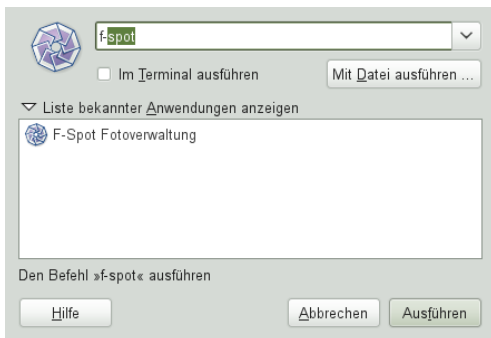 f-spot
Im Terminal ausführen
Mit Datei ausführen ...
Liste bekannter Anwendungen anzeigen
F-Spot Fotoverwaltung
Den Befehl »f-spot« ausführen
Hilfe
Abbrechen
Ausführen